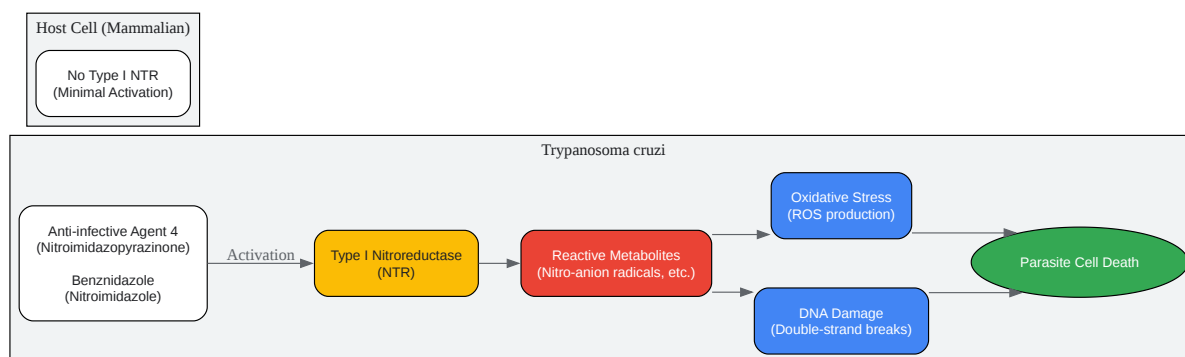 Host Cell (Mammalian)
No Type I NTR
(Minimal Activation)
Trypanosoma cruzi
Anti-infective Agent 4
(Nitroimidazopyrazinone)
Benznidazole
(Nitroimidazole)
Activation
Type I Nitroreductase
(NTR)
Reactive Metabolites
(Nitro-anion radicals, etc.)
Oxidative Stress
(ROS production)
DNA Damage
(Double-strand breaks)
Parasite Cell Death